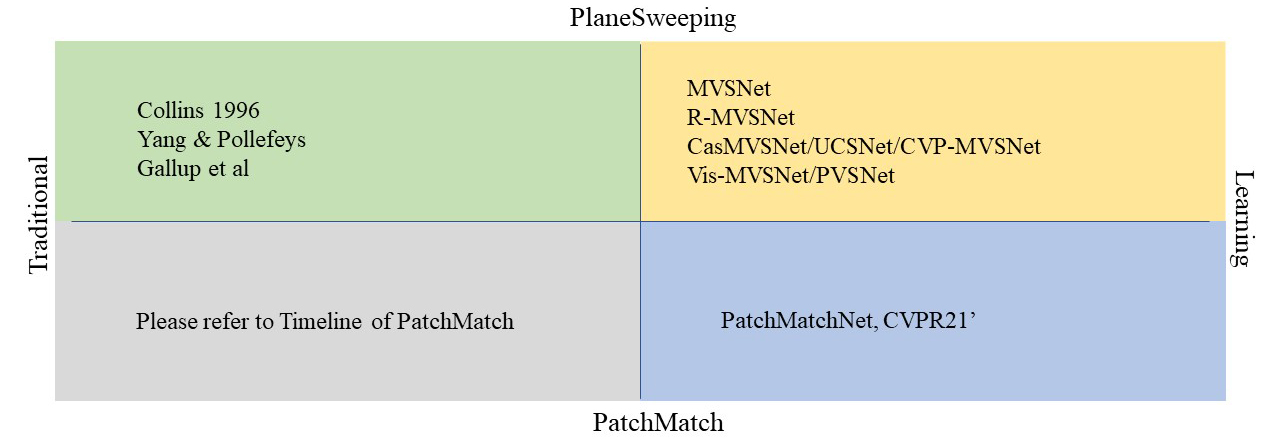 PlaneSweeping
Collins 1996
Yang & Pollefeys
Gallup et al
MVSNet
R-MVSNet
CasMVSNet/UCSNet/CVP-MVSNet
Vis-MVSNet/PVSNet
Traditional
Learning
Please refer to Timeline of PatchMatch
PatchMatchNet, CVPR21’
PatchMatch